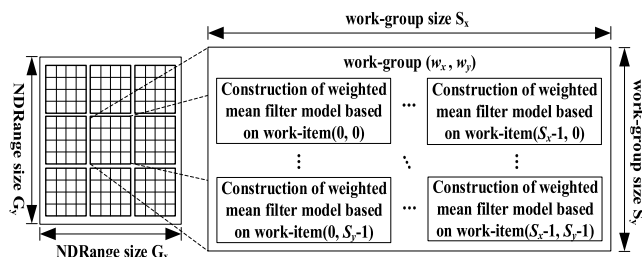 work-group size Sx
work-group (wx, wy)
Construction of weighted
mean filter model based
on work-item(0, 0)
...
Construction of weighted
mean filter model based
on work-item(Sx-1, 0)
Construction of weighted
mean filter model based
on work-item(0, Sy-1)
...
Construction of weighted
mean filter model based
on work-item(Sx-1, Sy-1)
work-group size Sy
NDRange size Gy
NDRange size Gx